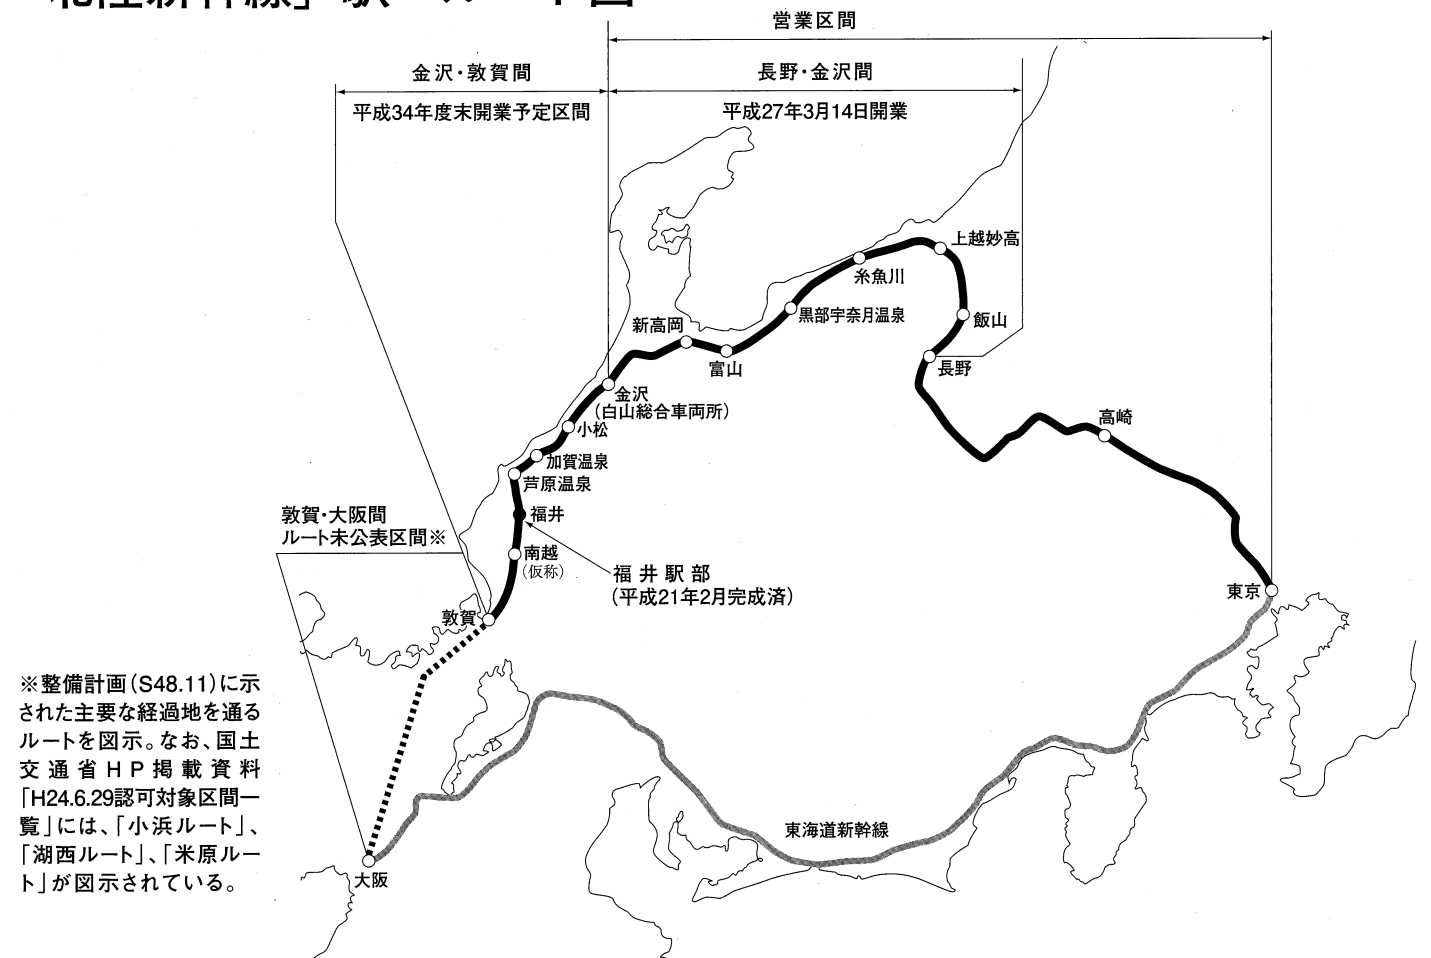 営業区間
金沢・敦賀間
長野・金沢間
平成34年度末開業予定区間
平成27年3月14日開業
上越妙高
糸魚川
黒部宇奈月温泉
飯山
新高岡
富山
長野
金沢
(白山総合車両所)
小松
高崎
加賀温泉
芦原温泉
福井
敦賀・大阪間
ルート未公表区間※
南越
(仮称)
福井駅部
(平成21年2月完成済)
東京
敦賀
※整備計画(S48.11)に示
された主要な経過地を通る
ルートを図示。なお、国土
交通省HP掲載資料
「H24.6.29認可対象区間一
覧」には、「小浜ルート」、
「湖西ルート」、「米原ルー
ト」が図示されている。
東海道新幹線
大阪